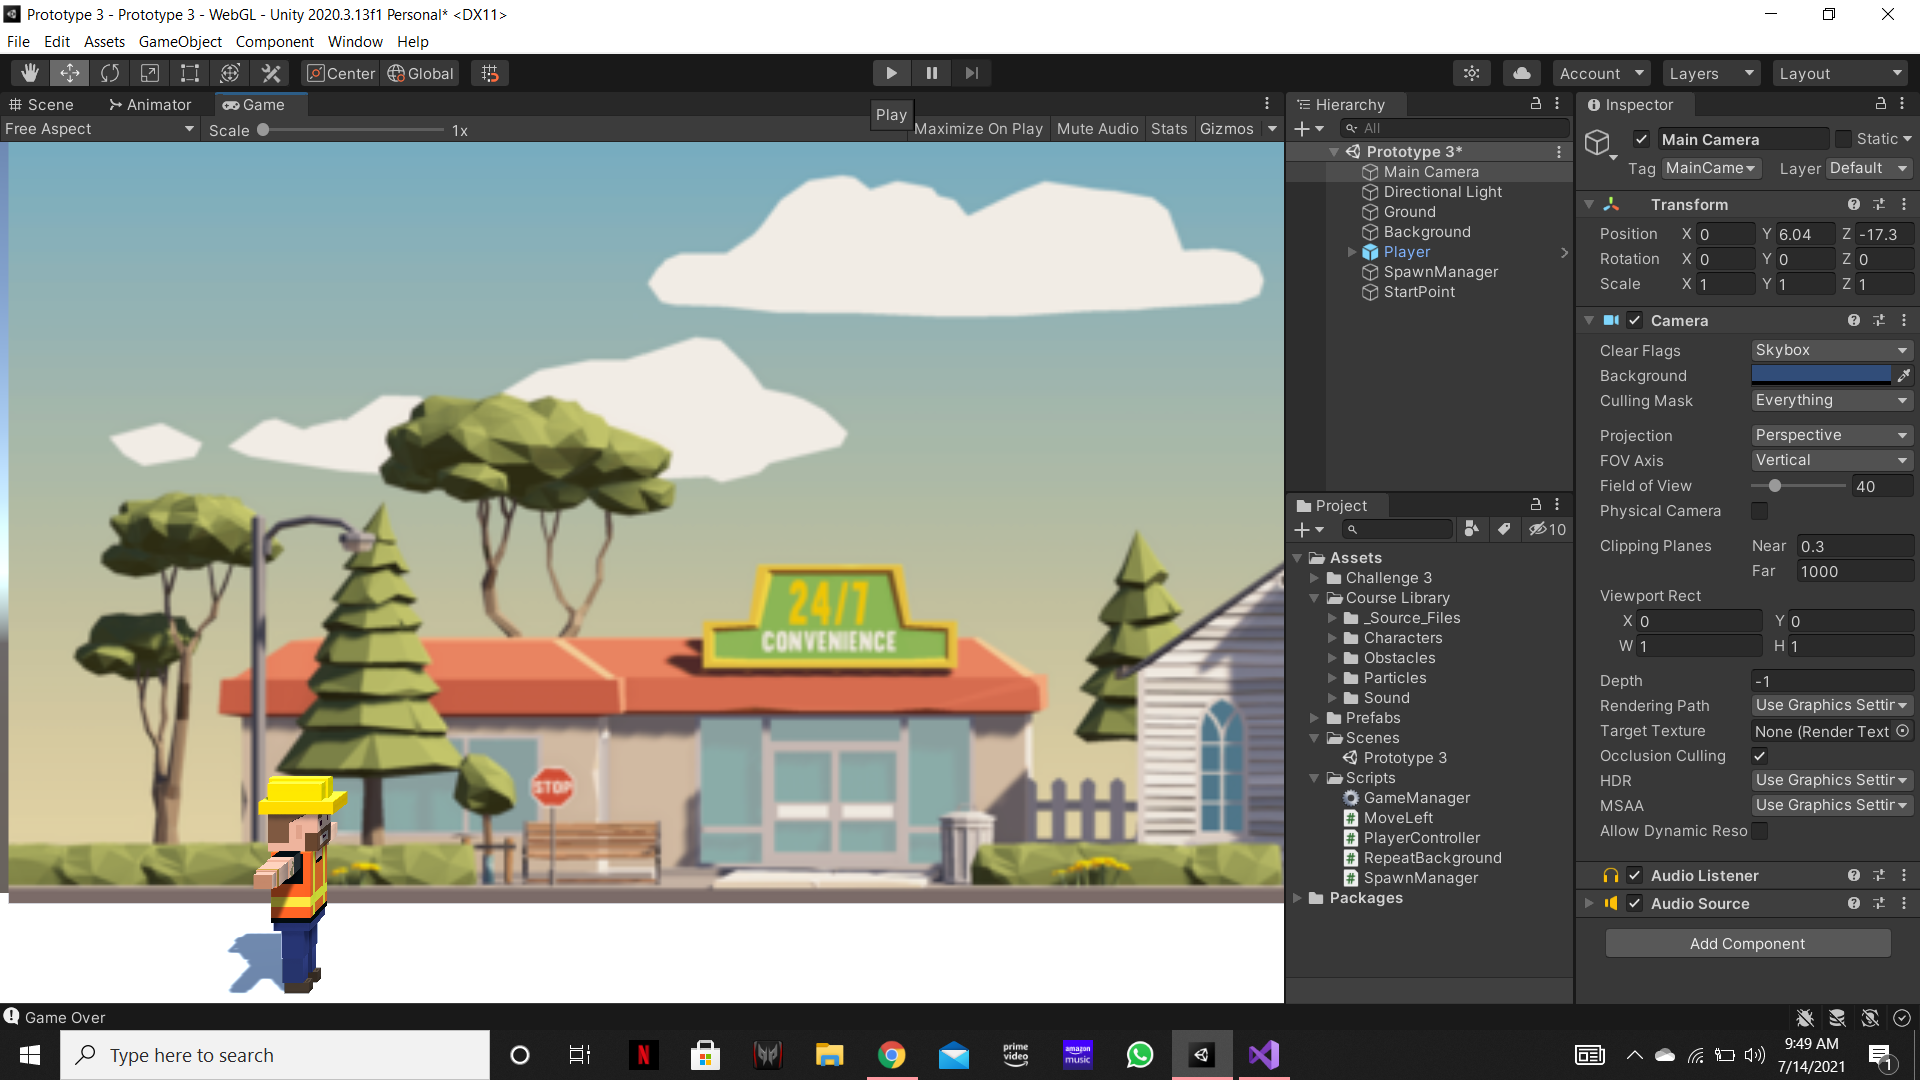 Prototype 3 - Prototype 3 - WebGL - Unity 2020.3.13f1 Personal* <DX11>
File Edit Assets GameObject Component Window Help
Center Global
Account Layers Layout
Scene Animator Game
Free Aspect Scale 1x
Play
Maximize On Play Mute Audio Stats Gizmos
24/7
CONVENIENCE
STOP
Hierarchy
All
Prototype 3*
Main Camera
Directional Light
Ground
Background
Player
SpawnManager
StartPoint
Project
10
Assets
Challenge 3
Course Library
_Source_Files
Characters
Obstacles
Particles
Sound
Prefabs
Scenes
Prototype 3
Scripts
GameManager
MoveLeft
PlayerController
RepeatBackground
SpawnManager
Packages
Inspector
Main Camera Static
Tag MainCame Layer Default
Transform
Position X 0 Y 6.04 Z -17.3
Rotation X 0 Y 0 Z 0
Scale X 1 Y 1 Z 1
Camera
Clear Flags Skybox
Background
Culling Mask Everything
Projection Perspective
FOV Axis Vertical
Field of View 40
Physical Camera
Clipping Planes Near 0.3
Far 1000
Viewport Rect
X 0 Y 0
W 1 H 1
Depth -1
Rendering Path Use Graphics Settir
Target Texture None (Render Text
Occlusion Culling
HDR Use Graphics Settir
MSAA Use Graphics Settir
Allow Dynamic Reso
Audio Listener
Audio Source
Add Component
Game Over
Type here to search
N
prime video
amazon music
9:49 AM
7/14/2021
1